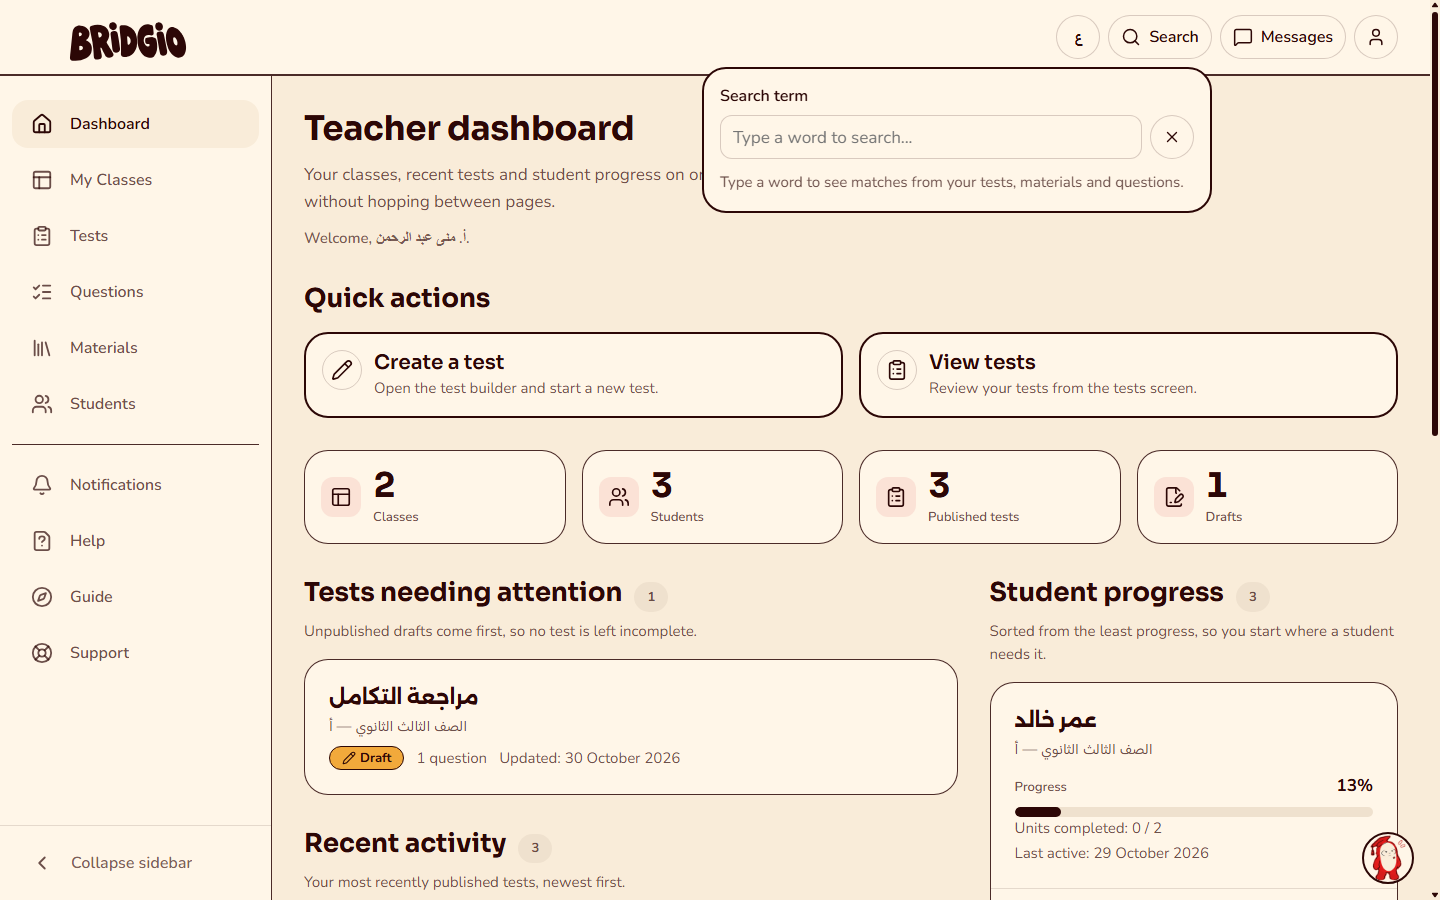 BRiDGiO
ع
Search
Messages
Search term
Type a word to search...
Type a word to see matches from your tests, materials and questions.
Dashboard
My Classes
Tests
Questions
Materials
Students
Notifications
Help
Guide
Support
Collapse sidebar
Teacher dashboard
Your classes, recent tests and student progress on
without hopping between pages.
Welcome, أ. منى عبد الرحمن.
Quick actions
Create a test
Open the test builder and start a new test.
View tests
Review your tests from the tests screen.
2
Classes
3
Students
3
Published tests
1
Drafts
Tests needing attention 1
Unpublished drafts come first, so no test is left incomplete.
مراجعة التكامل
الصف الثالث الثانوي — أ
Draft 1 question Updated: 30 October 2026
Recent activity 3
Your most recently published tests, newest first.
Student progress 3
Sorted from the least progress, so you start where a student
needs it.
عمر خالد
الصف الثالث الثانوي — أ
Progress 13%
Units completed: 0 / 2
Last active: 29 October 2026